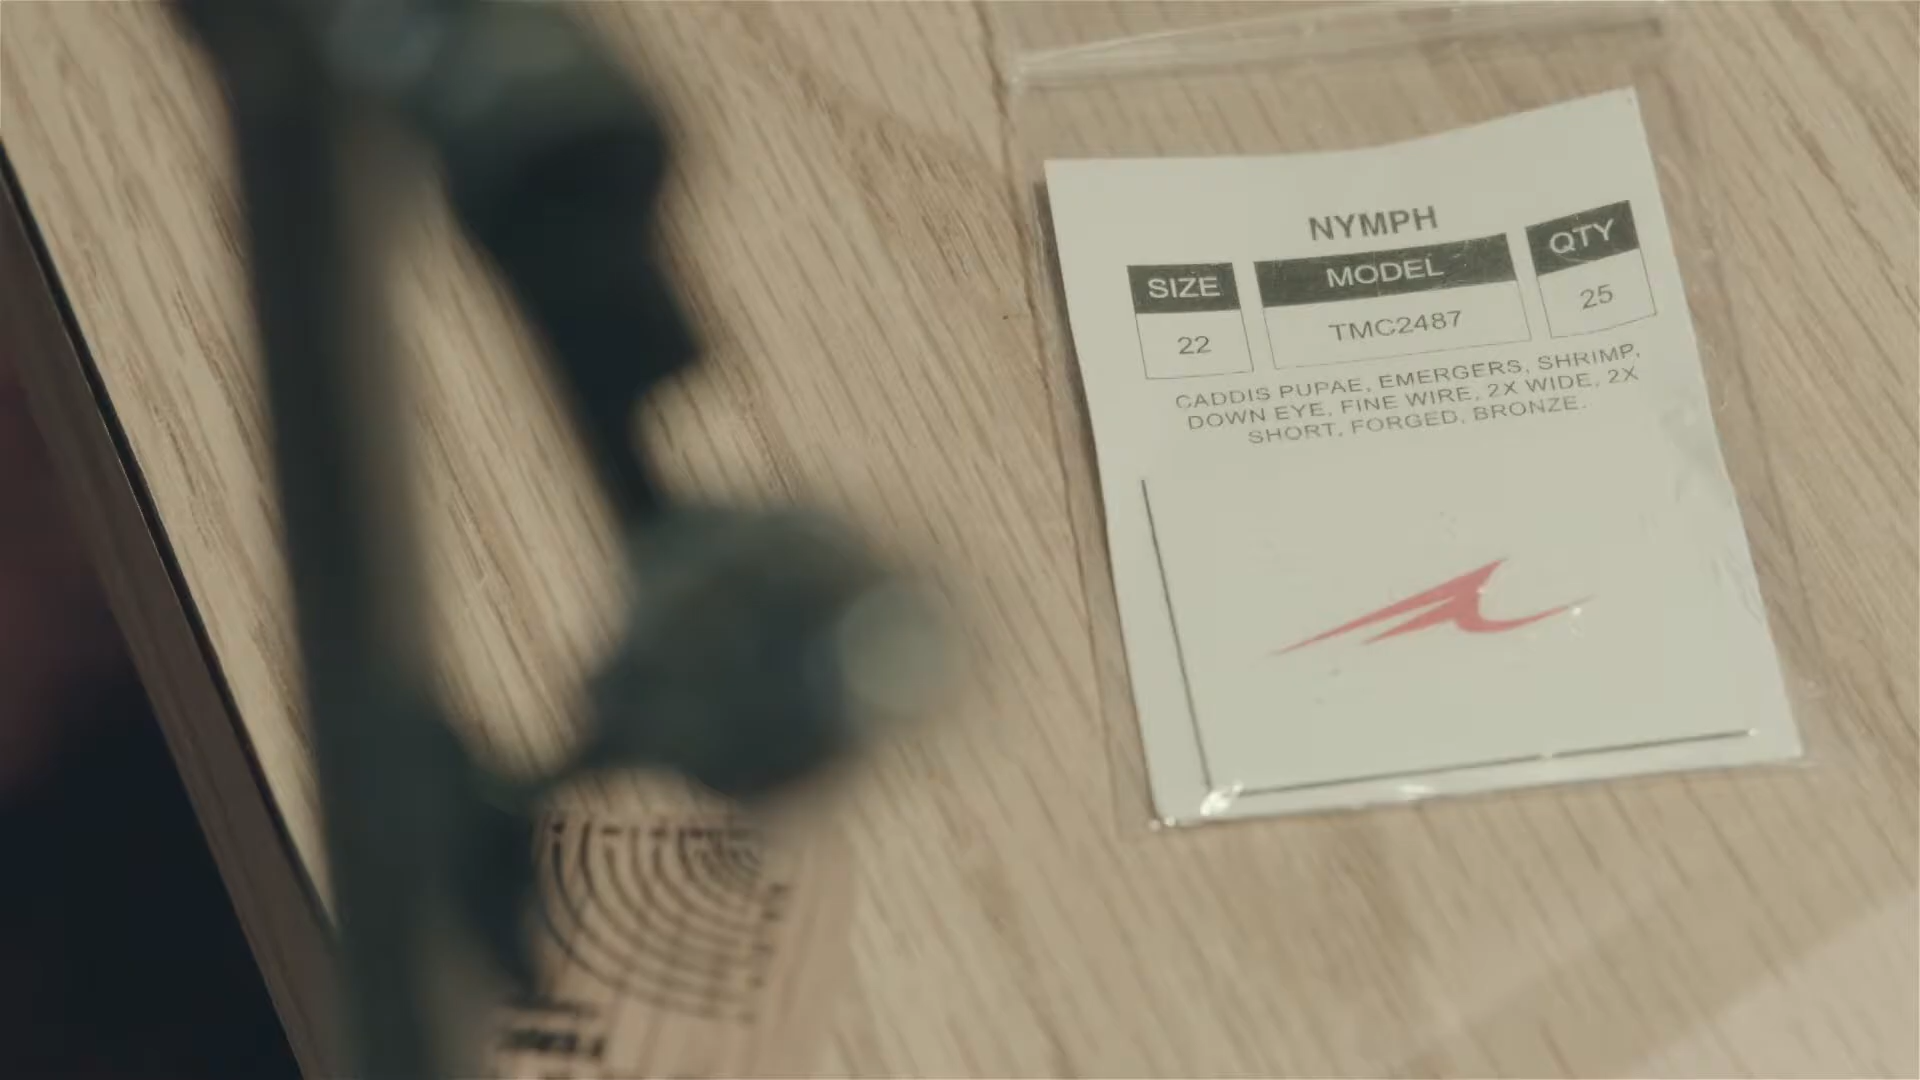 NYMPH
SIZE MODEL QTY
22 TMC2487 25
CADDIS PUPAE, EMERGERS, SHRIMP,
DOWN EYE, FINE WIRE, 2X WIDE, 2X
SHORT, FORGED, BRONZE.